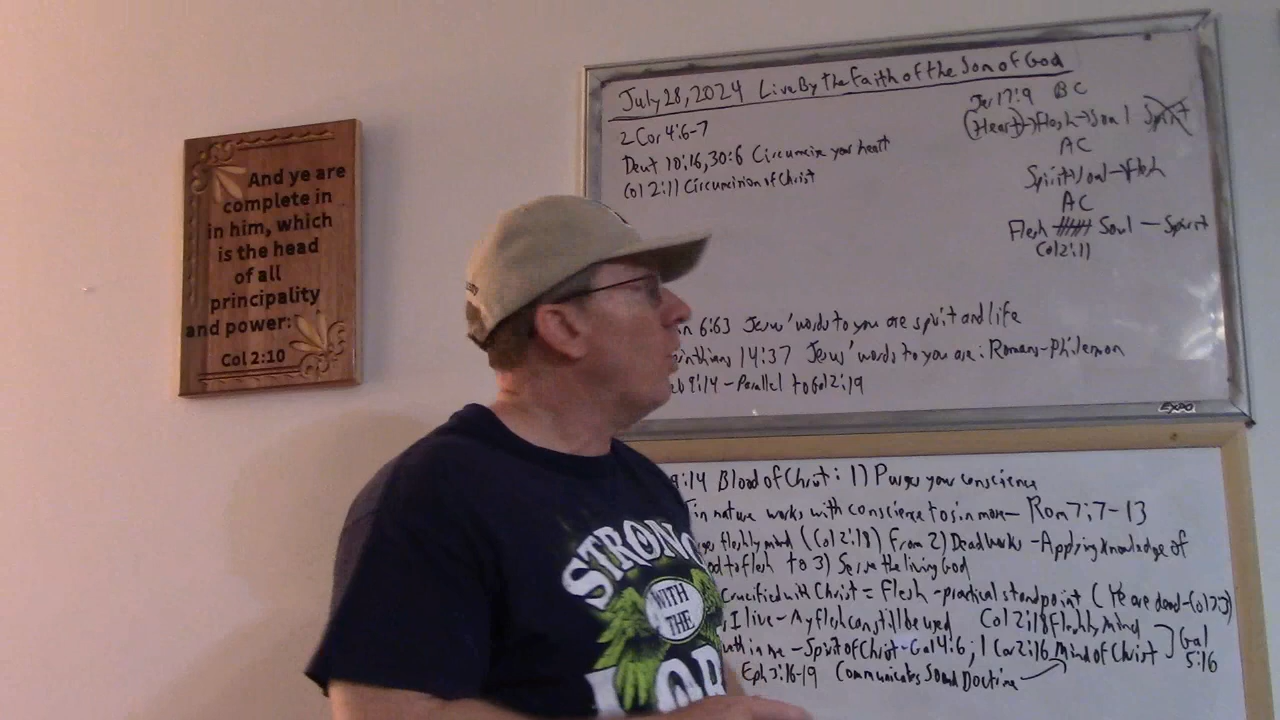 And ye are
complete in
in him, which
is the head
of all
principality
and power:
Col 2:10
July 28, 2024 Live By the Faith of the Son of God
2 Cor 4:6-7
Deut 10:16, 30:6 Circumcise your heart
Col 2:11 Circumcision of Christ
Jer 17:9 BC
(Heart)→Flesh→Soul Spirit
AC
Spirit→Soul→Flesh
AC
Flesh Soul - Spirit
Col 2:11
6:63 Jesus' words to you are spirit and life
14:37 Jesus' words to you are: Romans-Philemon
9:14 - Parallel to Gal 2:19
EXPO
9:14 Blood of Christ: 1) Purges your conscience
in nature works with conscience to sin more - Rom 7:7-13
fleshly mind (Col 2:18) From 2) Dead works - Applying knowledge of
to flesh to 3) Serve the living God
Crucified with Christ = Flesh - practical standpoint (Ye are dead - Col 3:3)
I live - My flesh can still be used Col 2:18 Fleshly Mind
in me - Spirit of Christ - Gal 4:6; 1 Cor 2:16 Mind of Christ
Gal 5:16
Eph 3:16-19 Communicates Sound Doctrine
STRONG
WITH
THE